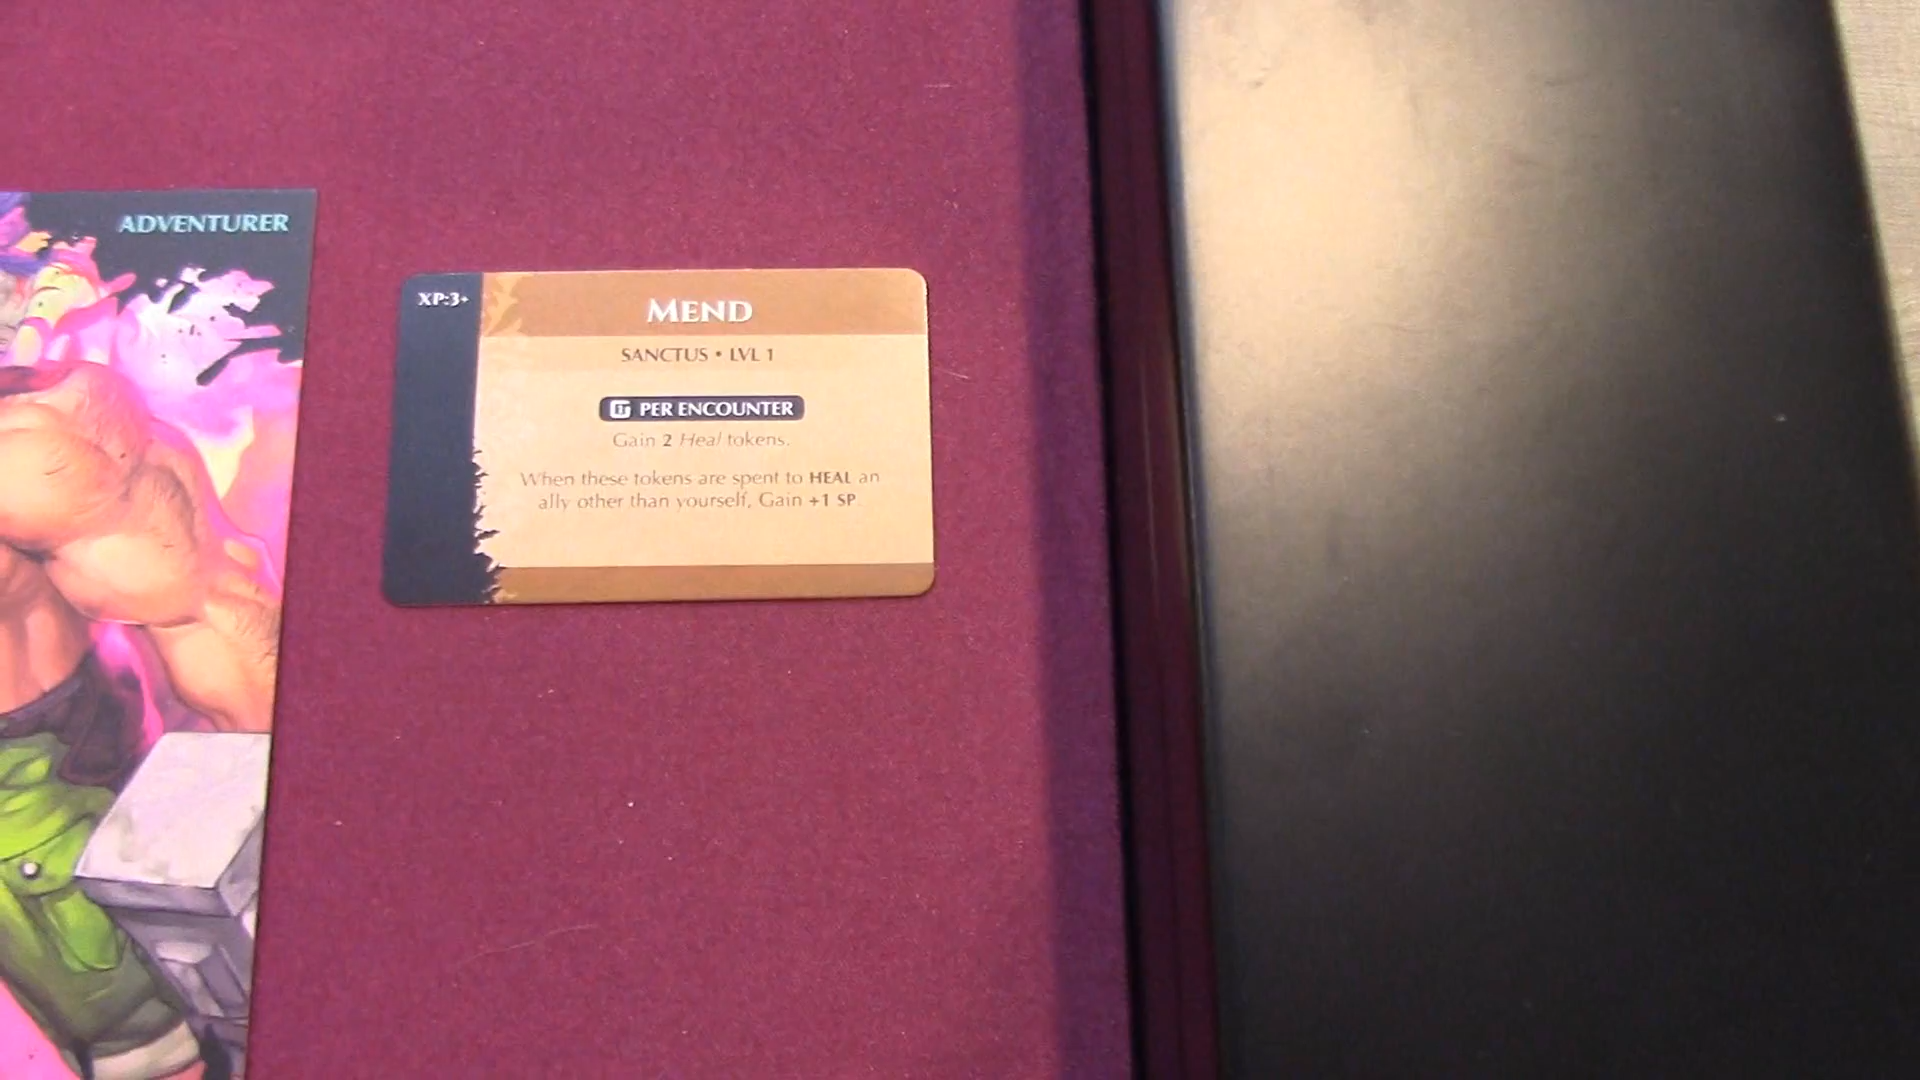 ADVENTURER
XP:3+
MEND
SANCTUS • LVL 1
PER ENCOUNTER
Gain 2 Heal tokens.
When these tokens are spent to HEAL an
ally other than yourself, Gain +1 SP.